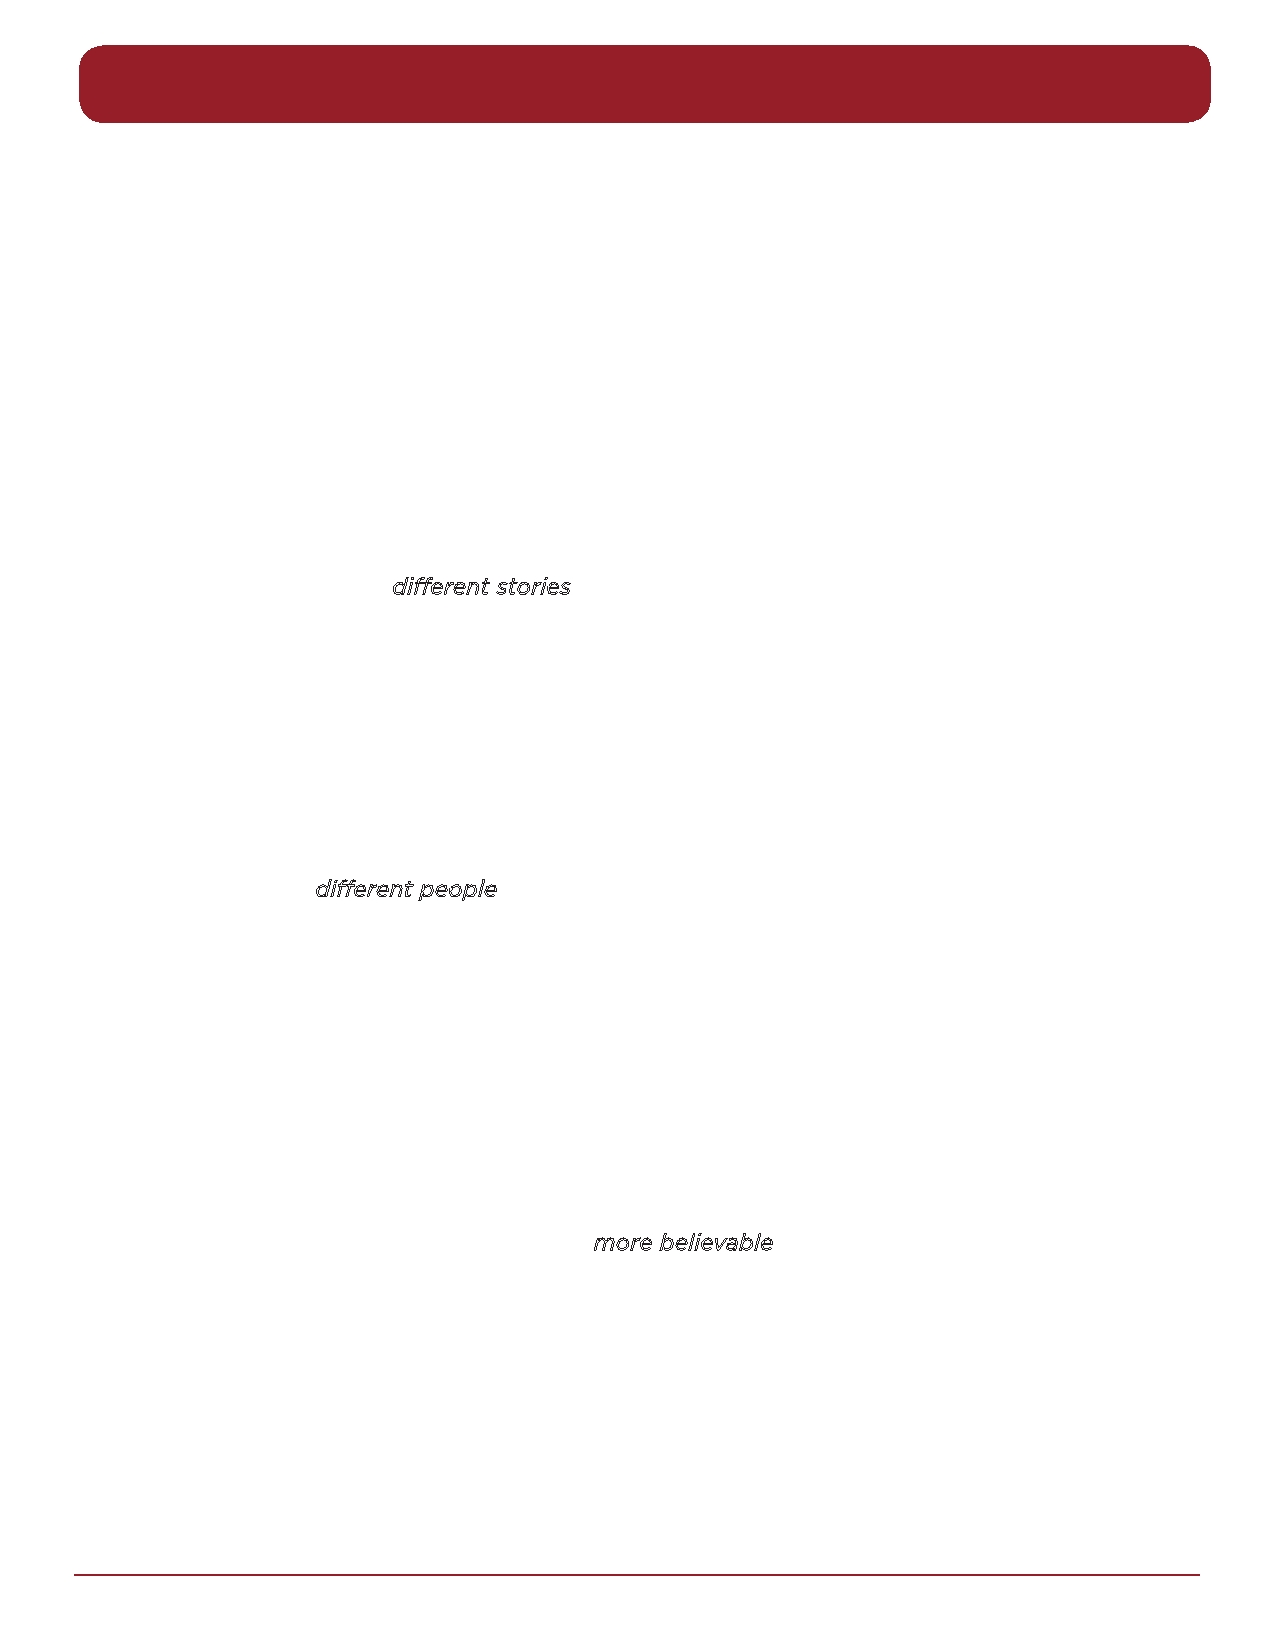 different stories
different people
more believable